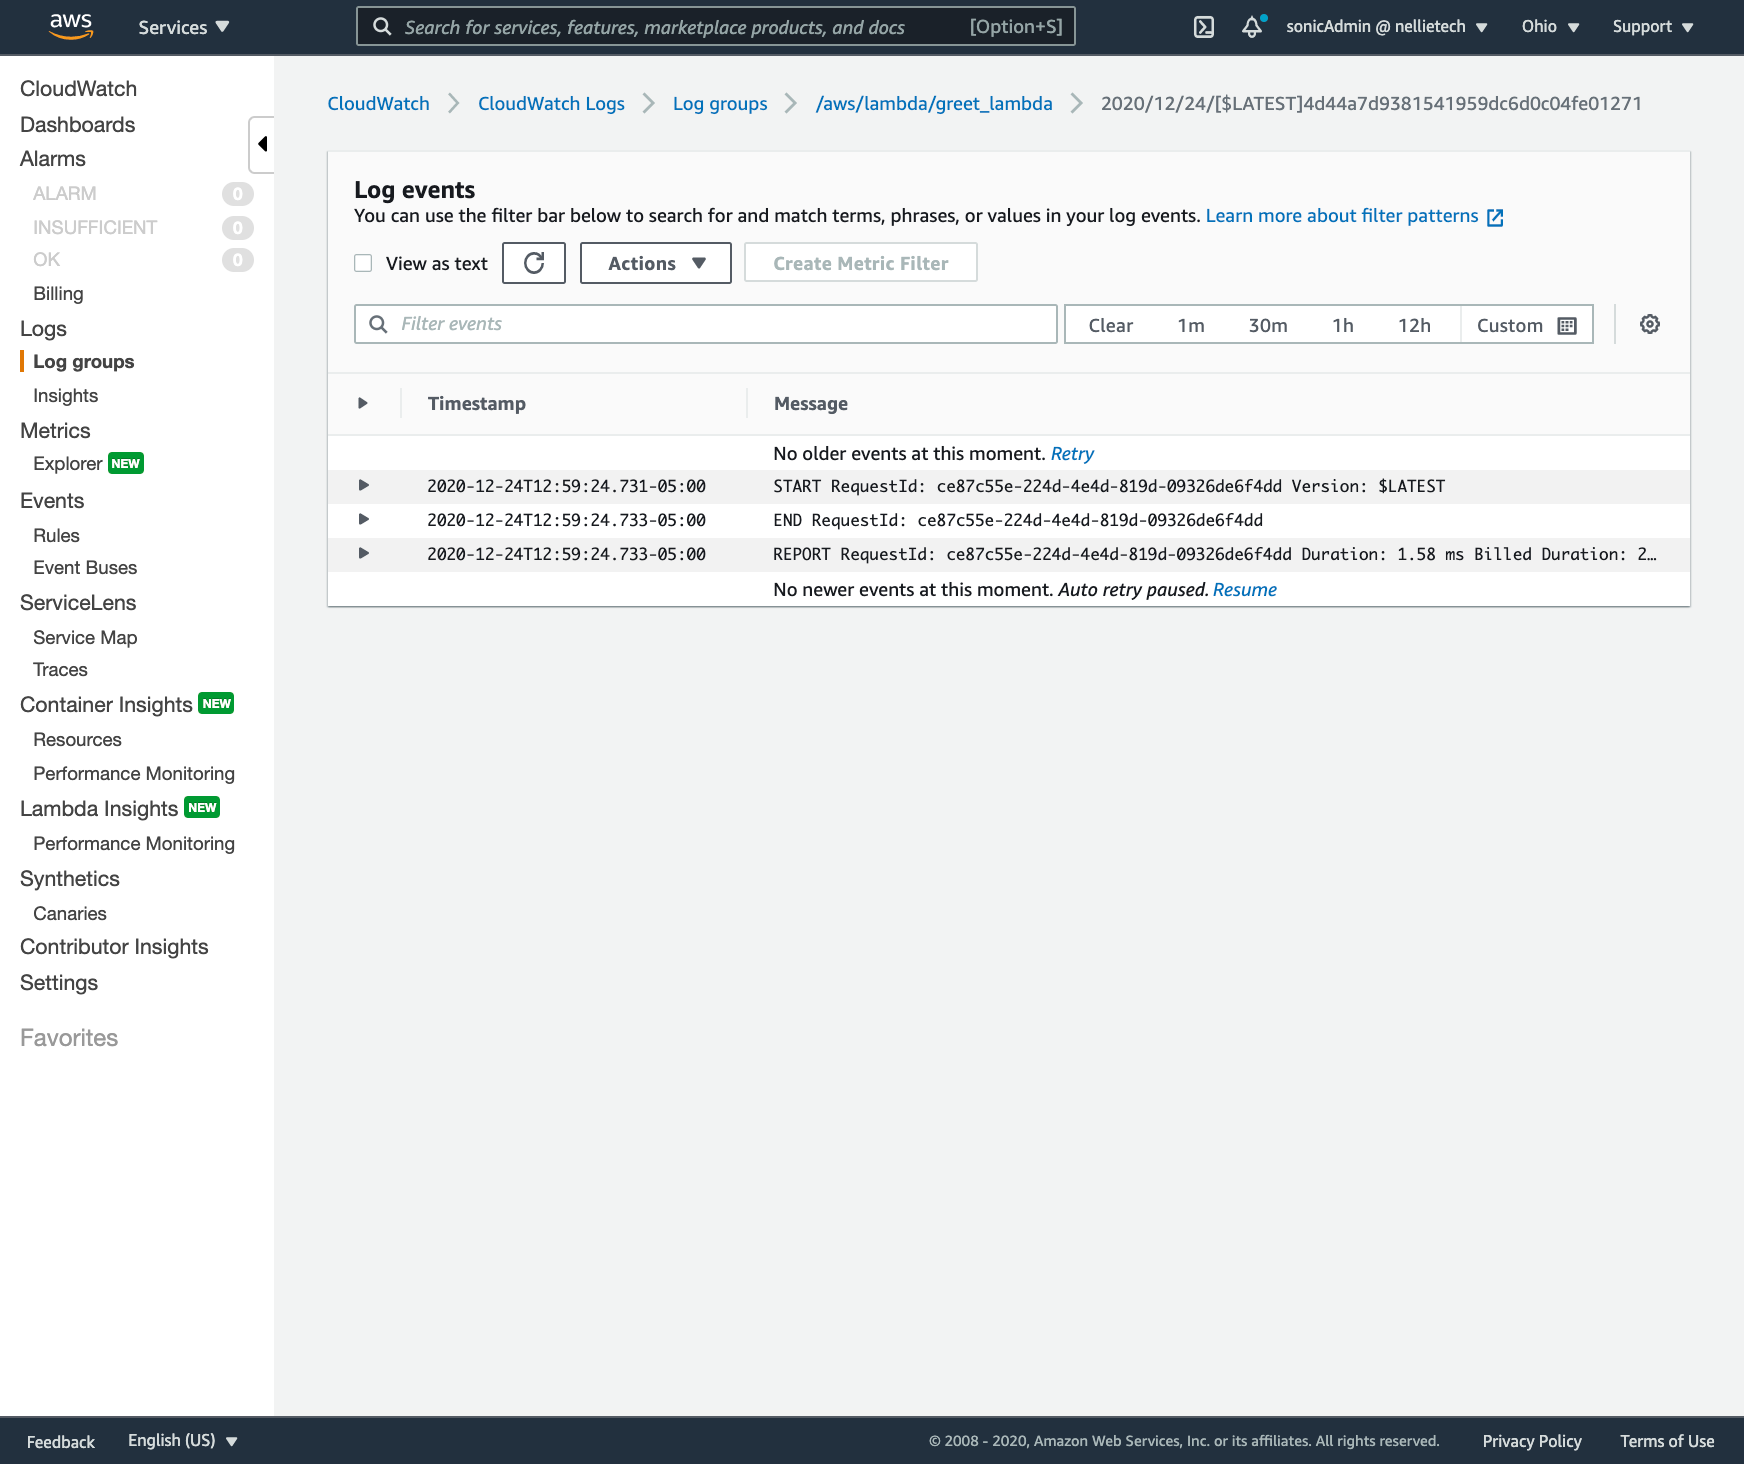 aws Services Search for services, features, marketplace products, and docs [Option+S] sonicAdmin @ nellietech Ohio Support
CloudWatch
Dashboards
Alarms
ALARM 0
INSUFFICIENT 0
OK 0
Billing
Logs
Log groups
Insights
Metrics
Explorer NEW
Events
Rules
Event Buses
ServiceLens
Service Map
Traces
Container Insights NEW
Resources
Performance Monitoring
Lambda Insights NEW
Performance Monitoring
Synthetics
Canaries
Contributor Insights
Settings
Favorites
CloudWatch CloudWatch Logs Log groups /aws/lambda/greet_lambda 2020/12/24/[$LATEST]4d44a7d9381541959dc6d0c04fe01271
Log events
You can use the filter bar below to search for and match terms, phrases, or values in your log events. Learn more about filter patterns
View as text Actions Create Metric Filter
Filter events Clear 1m 30m 1h 12h Custom
Timestamp Message
No older events at this moment. Retry
2020-12-24T12:59:24.731-05:00 START RequestId: ce87c55e-224d-4e4d-819d-09326de6f4dd Version: $LATEST
2020-12-24T12:59:24.733-05:00 END RequestId: ce87c55e-224d-4e4d-819d-09326de6f4dd
2020-12-24T12:59:24.733-05:00 REPORT RequestId: ce87c55e-224d-4e4d-819d-09326de6f4dd Duration: 1.58 ms Billed Duration: 2…
No newer events at this moment. Auto retry paused. Resume
Feedback English (US) © 2008 - 2020, Amazon Web Services, Inc. or its affiliates. All rights reserved. Privacy Policy Terms of Use